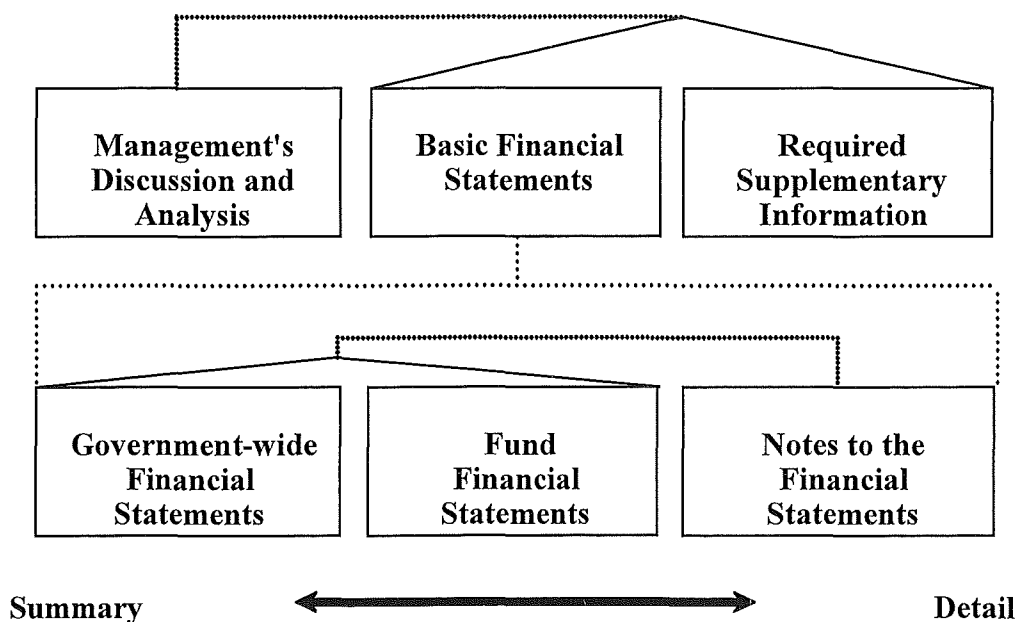 Management's
Discussion and
Analysis
Basic Financial
Statements
Required
Supplementary
Information
Government-wide
Financial
Statements
Fund
Financial
Statements
Notes to the
Financial
Statements
Summary
Detail